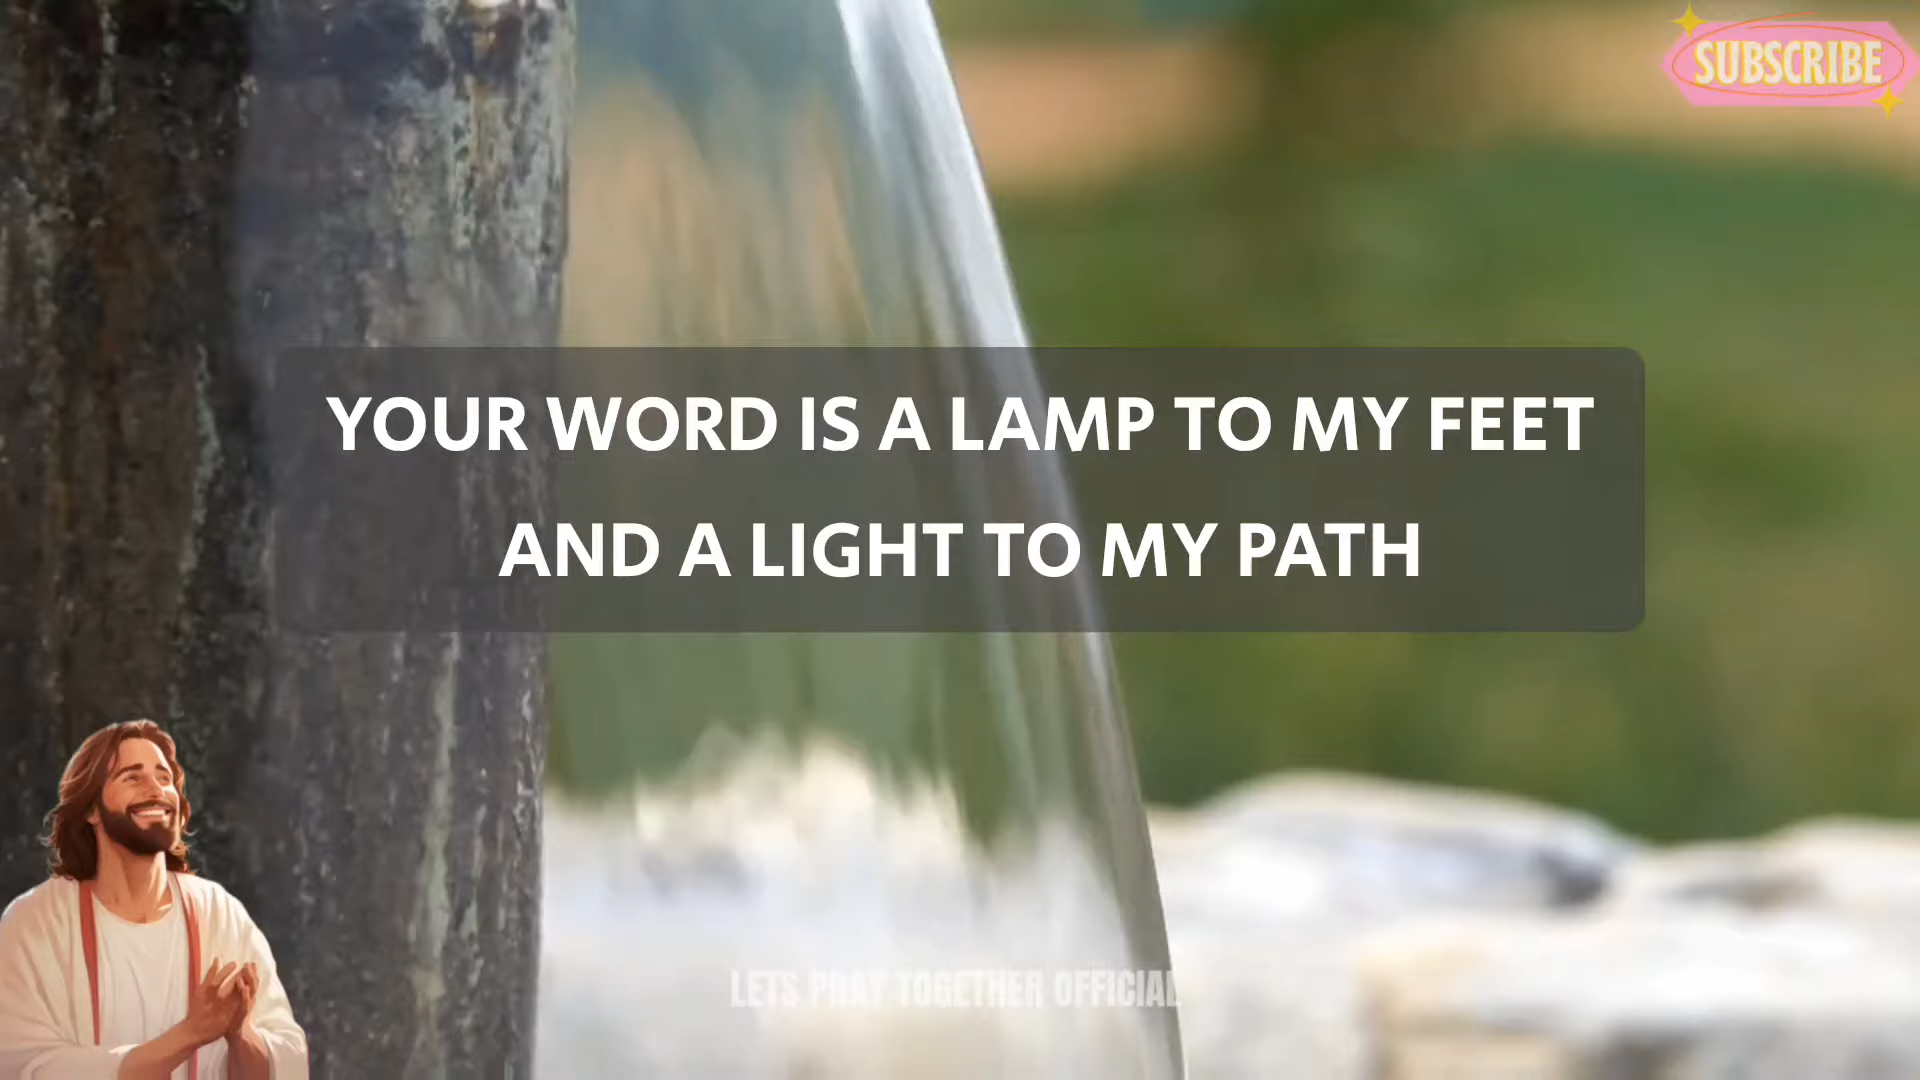 SUBSCRIBE
YOUR WORD IS A LAMP TO MY FEET
AND A LIGHT TO MY PATH
LETS PRAY TOGETHER OFFICIAL